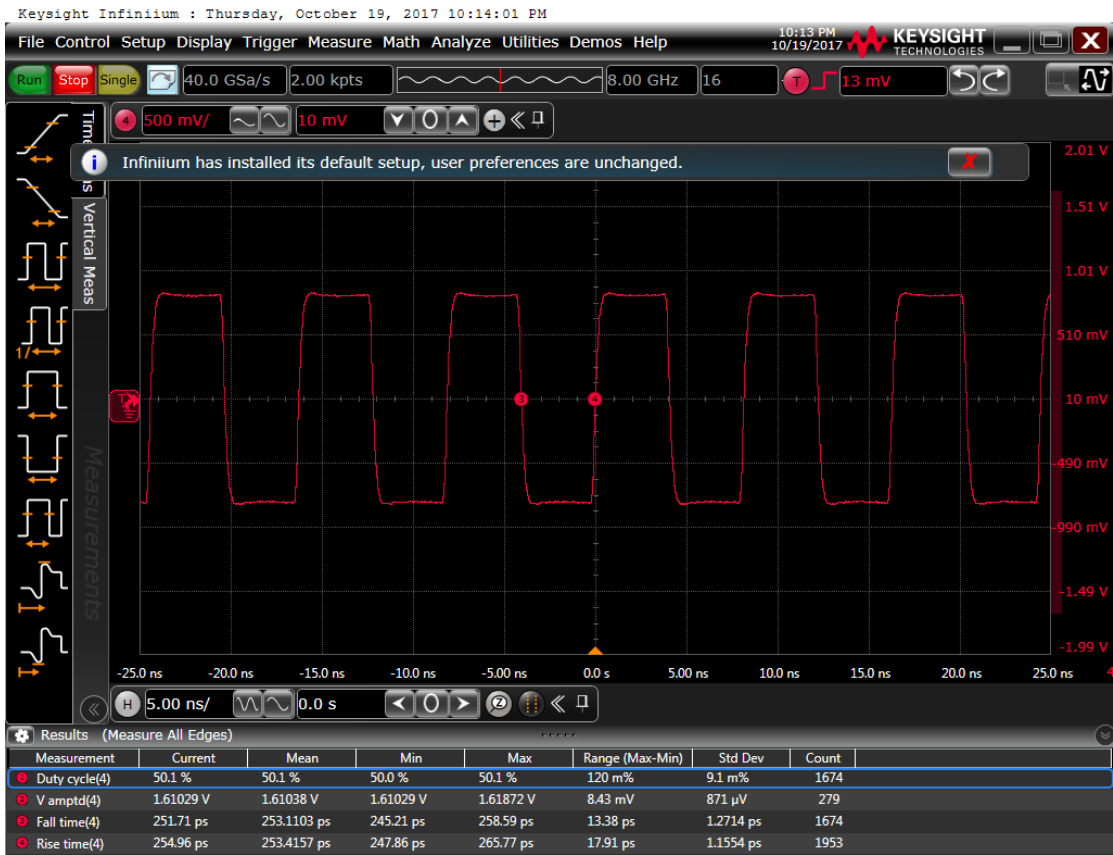 Keysight Infiniium : Thursday, October 19, 2017 10:14:01 PM
File Control Setup Display Trigger Measure Math Analyze Utilities Demos Help
10:13 PM
10/19/2017
KEYSIGHT
TECHNOLOGIES
Run Stop Single 40.0 GSa/s 2.00 kpts 8.00 GHz 16 T 13 mV
4 500 mV/ 10 mV
Infiniium has installed its default setup, user preferences are unchanged.
Vertical Meas
Measurements
1/
2.01 V
1.51 V
1.01 V
510 mV
10 mV
-490 mV
-990 mV
-1.49 V
-1.99 V
T
3 4
-25.0 ns -20.0 ns -15.0 ns -10.0 ns -5.00 ns 0.0 s 5.00 ns 10.0 ns 15.0 ns 20.0 ns 25.0 ns 4
H 5.00 ns/ 0.0 s Z
Results (Measure All Edges)
Measurement Current Mean Min Max Range (Max-Min) Std Dev Count
1 Duty cycle(4) 50.1 % 50.1 % 50.0 % 50.1 % 120 m% 9.1 m% 1674
2 V amptd(4) 1.61029 V 1.61038 V 1.61029 V 1.61872 V 8.43 mV 871 µV 279
3 Fall time(4) 251.71 ps 253.1103 ps 245.21 ps 258.59 ps 13.38 ps 1.2714 ps 1674
4 Rise time(4) 254.96 ps 253.4157 ps 247.86 ps 265.77 ps 17.91 ps 1.1554 ps 1953